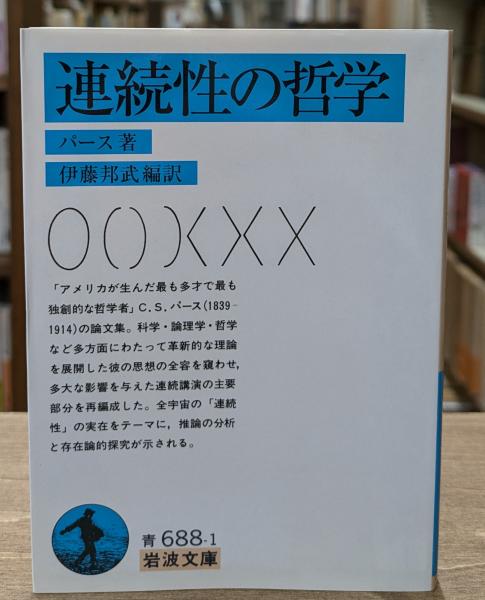 連続性の哲学
パース著
伊藤邦武編訳
「アメリカが生んだ最も多才で最も
独創的な哲学者」C.S.パース(1839–
1914)の論文集。科学・論理学・哲学
など多方面にわたって革新的な理論
を展開した彼の思想の全容を窺わせ,
多大な影響を与えた連続講演の主要
部分を再編成した。全宇宙の「連続
性」の実在をテーマに,推論の分析
と存在論的探究が示される。
青 688-1
岩波文庫